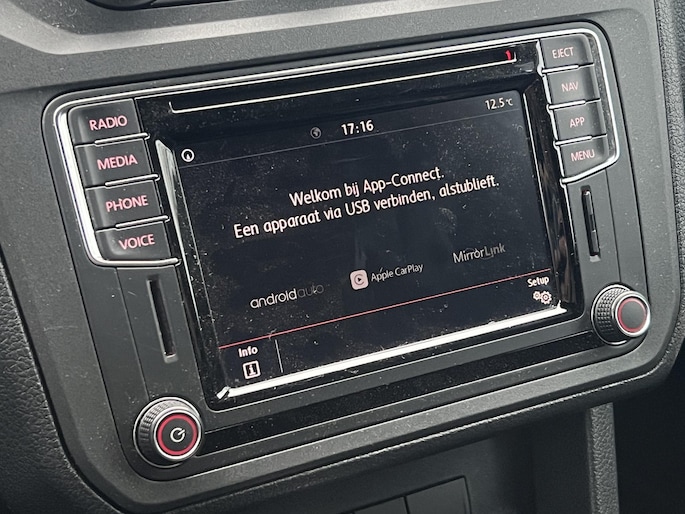 EJECT
RADIO
17:16
12.5°C
NAV
MEDIA
APP
Welkom bij App-Connect.
Een apparaat via USB verbinden, alstublieft.
MENU
PHONE
VOICE
androidauto
Apple CarPlay
MirrorLink
Setup
Info